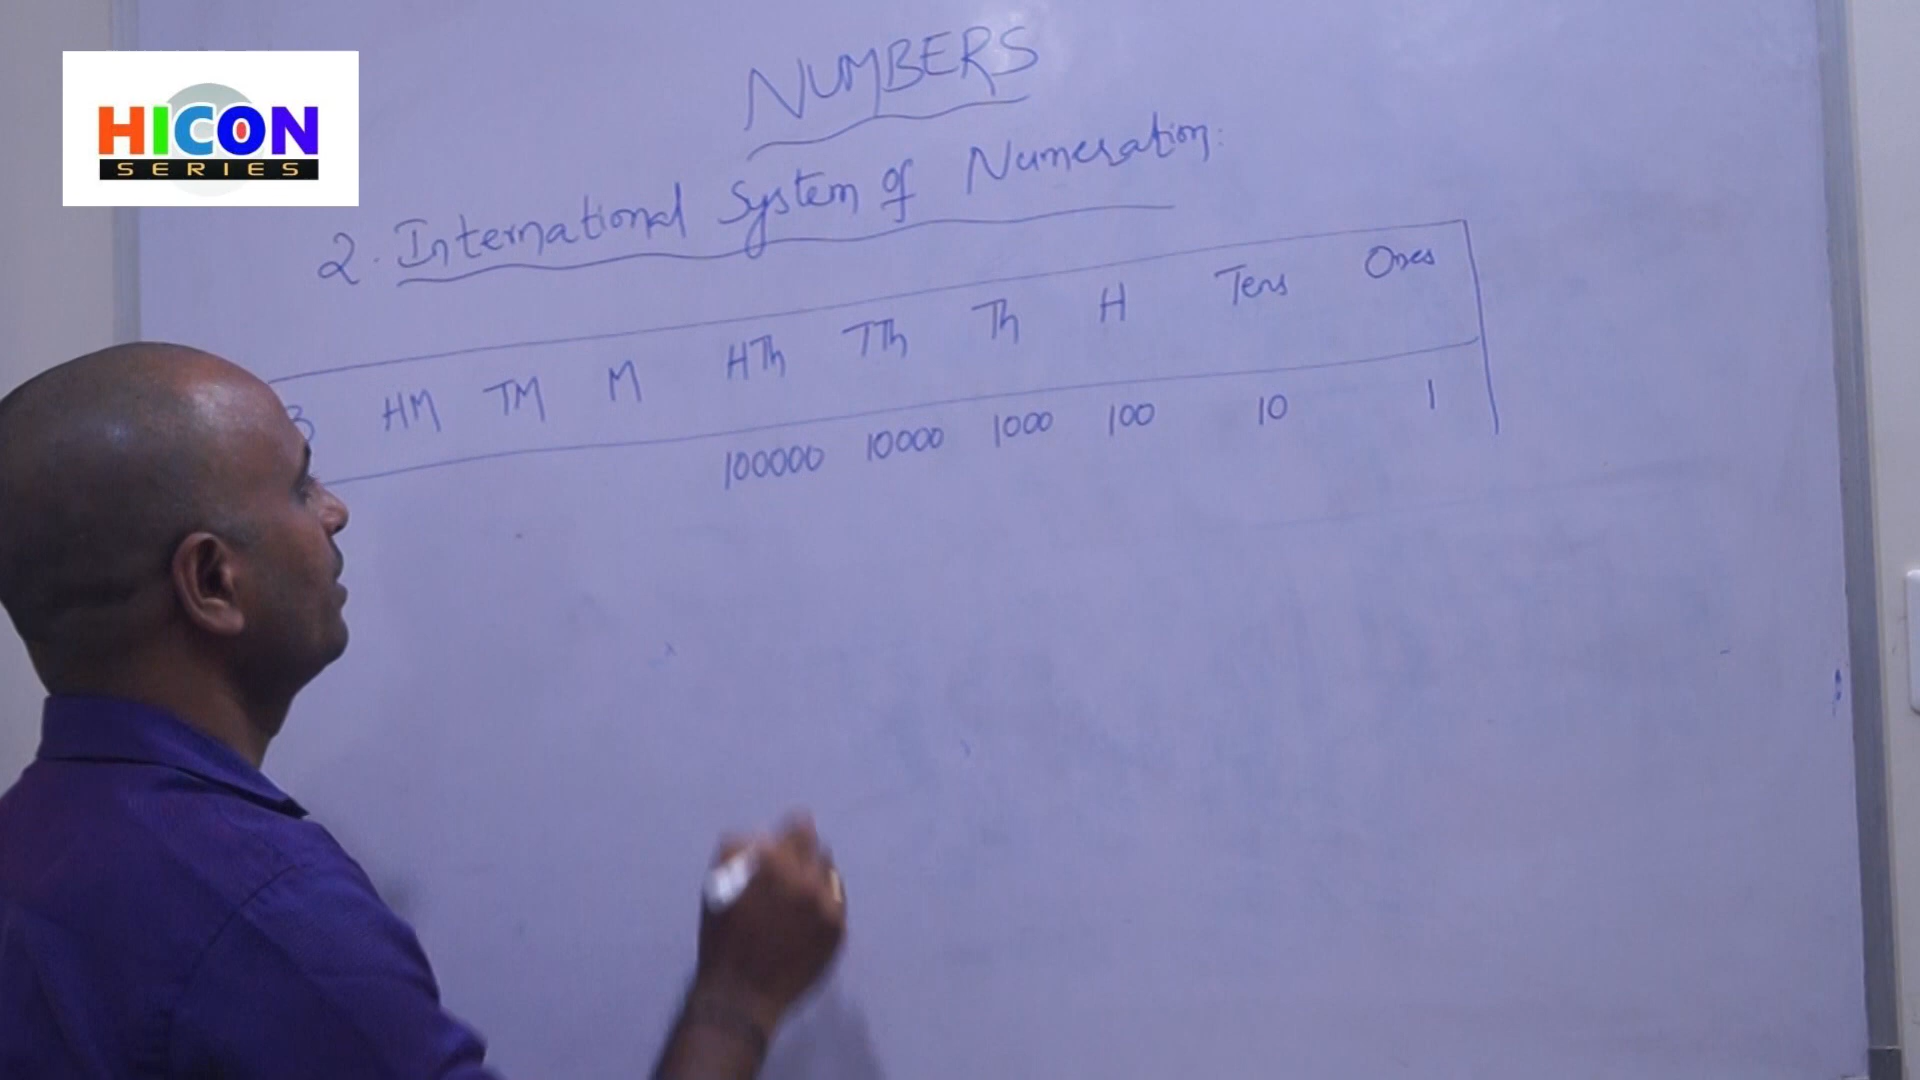 HICON
SERIES
NUMBERS
2. International System of Numeration:
B HM TM M HTh TTh Th H Tens Ones
100000 10000 1000 100 10 1